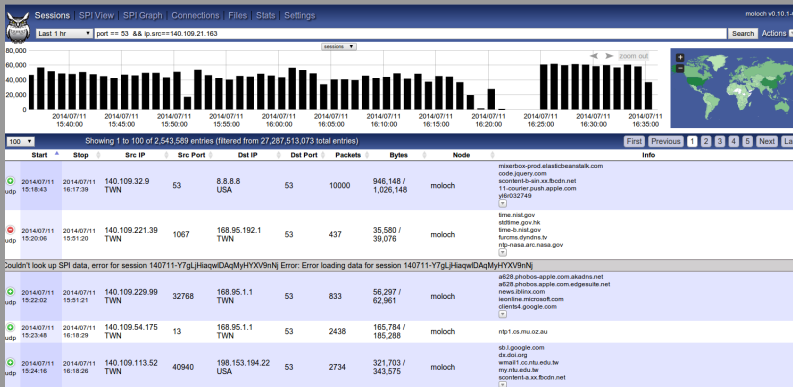 Sessions SPI View SPI Graph Connections Files Stats Settings
moloch v0.10.1-
Last 1 hr port == 53 && ip.src==140.109.21.163 Search Actions
sessions
zoom out
80,000
60,000
40,000
20,000
0
2014/07/11 2014/07/11 2014/07/11 2014/07/11 2014/07/11 2014/07/11 2014/07/11 2014/07/11 2014/07/11 2014/07/11 2014/07/11 2014/07/11
15:40:00 15:45:00 15:50:00 15:55:00 16:00:00 16:05:00 16:10:00 16:15:00 16:20:00 16:25:00 16:30:00 16:35:00
100 Showing 1 to 100 of 2,543,589 entries (filtered from 27,287,513,073 total entries) First Previous 1 2 3 4 5 Next La
Start Stop Src IP Src Port Dst IP Dst Port Packets Bytes Node Info
udp 2014/07/11 15:18:43 2014/07/11 16:17:39 140.109.32.9 TWN 53 8.8.8.8 USA 53 10000 946,148 / 1,026,148 moloch
mixerbox-prod.elasticbeanstalk.com
code.jquery.com
scontent-b-sin.xx.fbcdn.net
11-courier.push.apple.com
yi6r032749
udp 2014/07/11 15:20:06 2014/07/11 15:51:20 140.109.221.39 TWN 1067 168.95.192.1 TWN 53 437 35,580 / 39,076 moloch
time.nist.gov
stdtime.gov.hk
time-b.nist.gov
furcms.dyndns.tv
ntp-nasa.arc.nasa.gov
Couldn't look up SPI data, error for session 140711-Y7gLjHiaqwIDAqMyHYXV9nNj Error: Error loading data for session 140711-Y7gLjHiaqwIDAqMyHYXV9nNj
udp 2014/07/11 15:22:02 2014/07/11 15:51:21 140.109.229.99 TWN 32768 168.95.1.1 TWN 53 833 56,297 / 62,961 moloch
a628.phobos-apple.com.akadns.net
a628.phobos.apple.com.edgesuite.net
news.iblinx.com
ieonline.microsoft.com
clients4.google.com
udp 2014/07/11 15:23:48 2014/07/11 16:18:29 140.109.54.175 TWN 13 168.95.1.1 TWN 53 2438 165,784 / 185,288 moloch
ntp1.cs.mu.oz.au
udp 2014/07/11 15:24:16 2014/07/11 16:18:26 140.109.113.52 TWN 40940 198.153.194.22 USA 53 2734 321,703 / 343,575 moloch
sb.l.google.com
dx.doi.org
wmail1.cc.ntu.edu.tw
my.ntu.edu.tw
scontent-a.xx.fbcdn.net